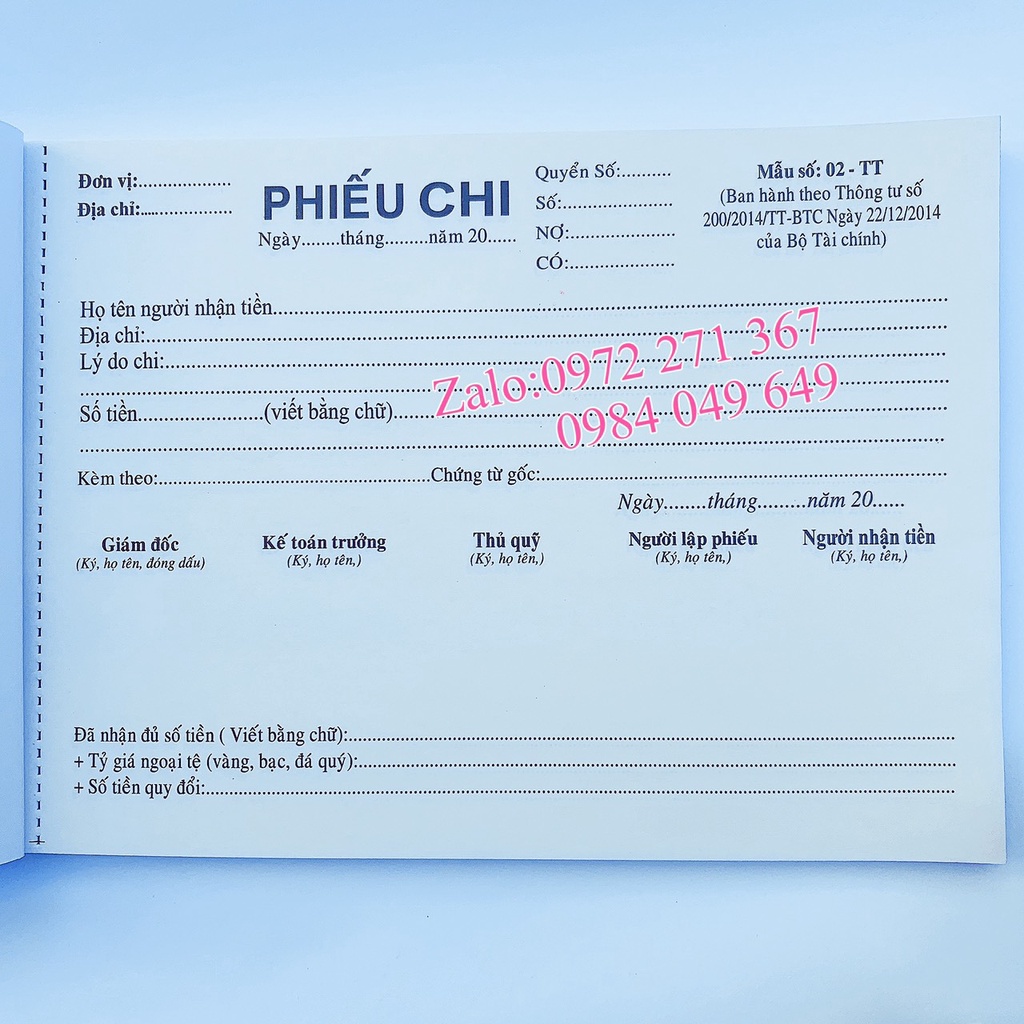 Đơn vị:...................
Địa chỉ:...................
PHIẾU CHI
Ngày........tháng.........năm 20......
Quyển Số:..........
Số:......................
NỢ:.....................
CÓ:.....................
Mẫu số: 02 - TT
(Ban hành theo Thông tư số
200/2014/TT-BTC Ngày 22/12/2014
của Bộ Tài chính)
Họ tên người nhận tiền..........................................................................
Địa chỉ:..........................................................................
Lý do chi:..........................................................................
Zalo:0972 271 367
0984 049 649
Số tiền.......................(viết bằng chữ)..........................................................................
Kèm theo:..................................................Chứng từ gốc:..........................................................................
Ngày........tháng.........năm 20......
Giám đốc
(Ký, họ tên, đóng dấu)
Kế toán trưởng
(Ký, họ tên,)
Thủ quỹ
(Ký, họ tên,)
Người lập phiếu
(Ký, họ tên,)
Người nhận tiền
(Ký, họ tên,)
Đã nhận đủ số tiền ( Viết bằng chữ):..........................................................................
+ Tỷ giá ngoại tệ (vàng, bạc, đá quý):..........................................................................
+ Số tiền quy đổi:..........................................................................